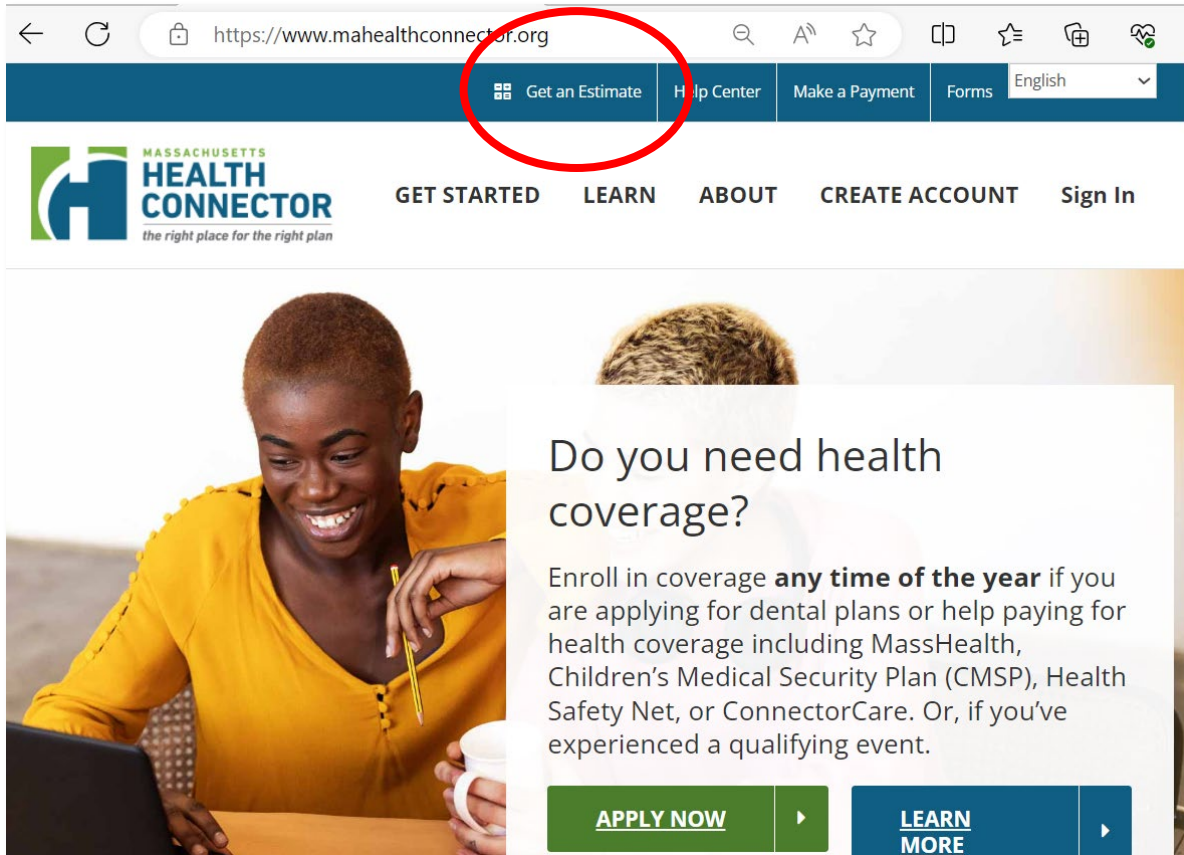 https://www.mahealthconnector.org
Get an Estimate Help Center Make a Payment Forms English
MASSACHUSETTS
HEALTH
CONNECTOR
the right place for the right plan
GET STARTED LEARN ABOUT CREATE ACCOUNT Sign In
Do you need health
coverage?
Enroll in coverage any time of the year if you
are applying for dental plans or help paying for
health coverage including MassHealth,
Children's Medical Security Plan (CMSP), Health
Safety Net, or ConnectorCare. Or, if you've
experienced a qualifying event.
APPLY NOW
LEARN
MORE